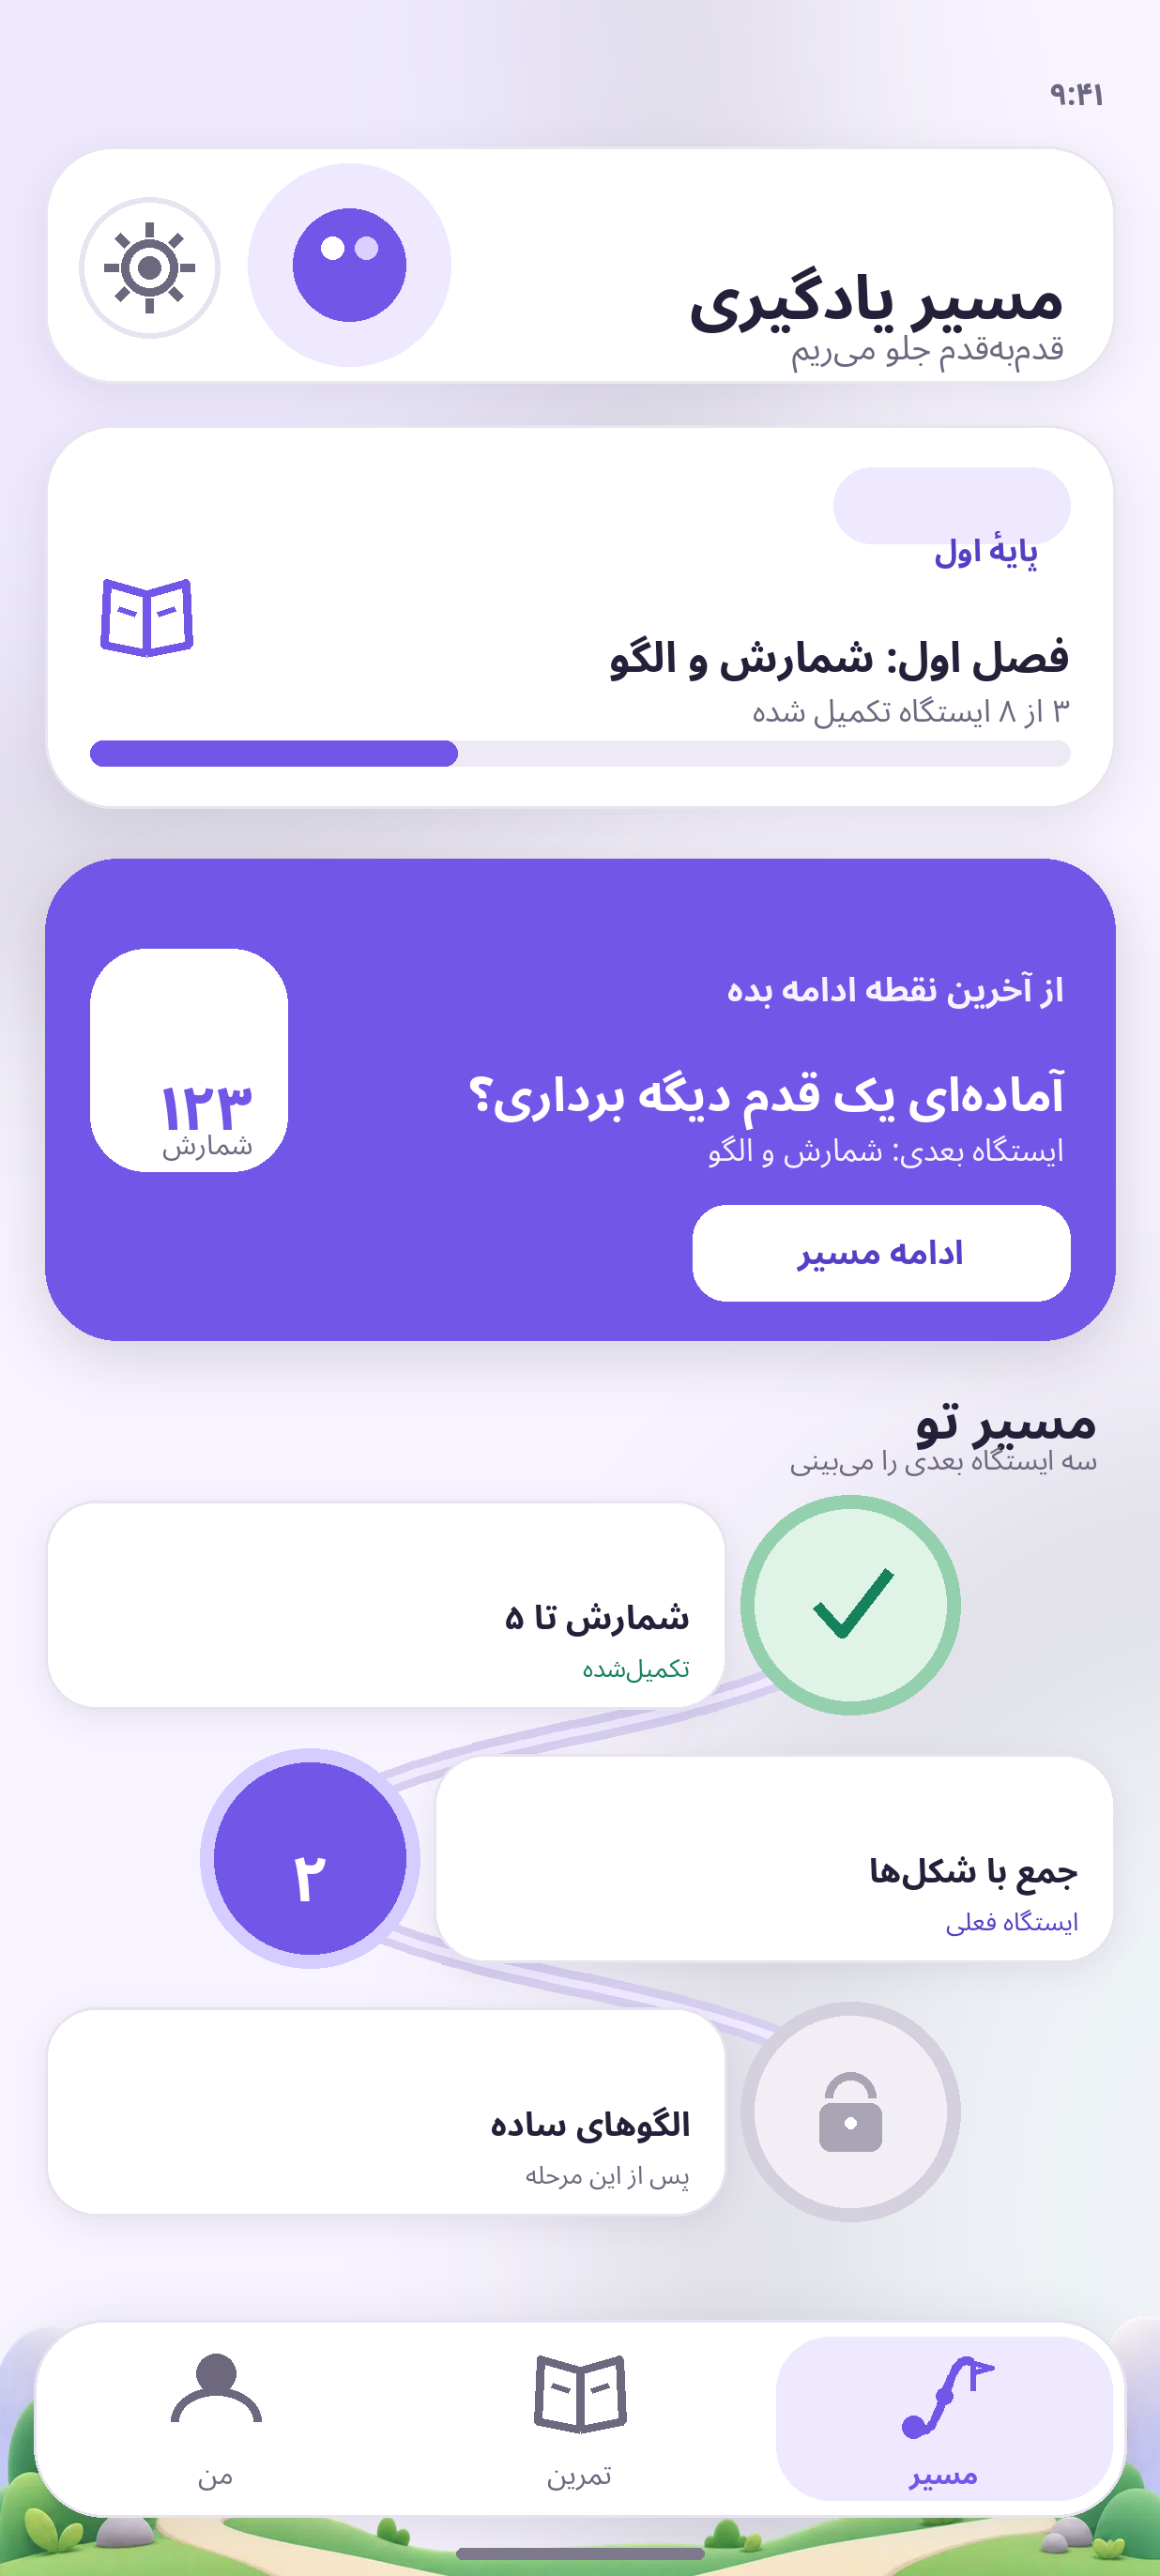 ۹:۴۱
مسیر یادگیری
قدم‌به‌قدم جلو می‌ریم
پایهٔ اول
فصل اول: شمارش و الگو
۳ از ۸ ایستگاه تکمیل شده
از آخرین نقطه ادامه بده
آماده‌ای یک قدم دیگه برداری؟
ایستگاه بعدی: شمارش و الگو
۱۲۳
شمارش
ادامه مسیر
مسیر تو
سه ایستگاه بعدی را می‌بینی
شمارش تا ۵
تکمیل‌شده
۲
جمع با شکل‌ها
ایستگاه فعلی
الگوهای ساده
پس از این مرحله
مسیر
تمرین
من